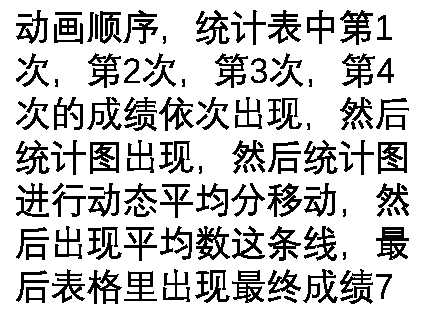 动画顺序，统计表中第1
次，第2次，第3次，第4
次的成绩依次出现，然后
统计图出现，然后统计图
进行动态平均分移动，然
后出现平均数这条线，最
后表格里出现最终成绩7